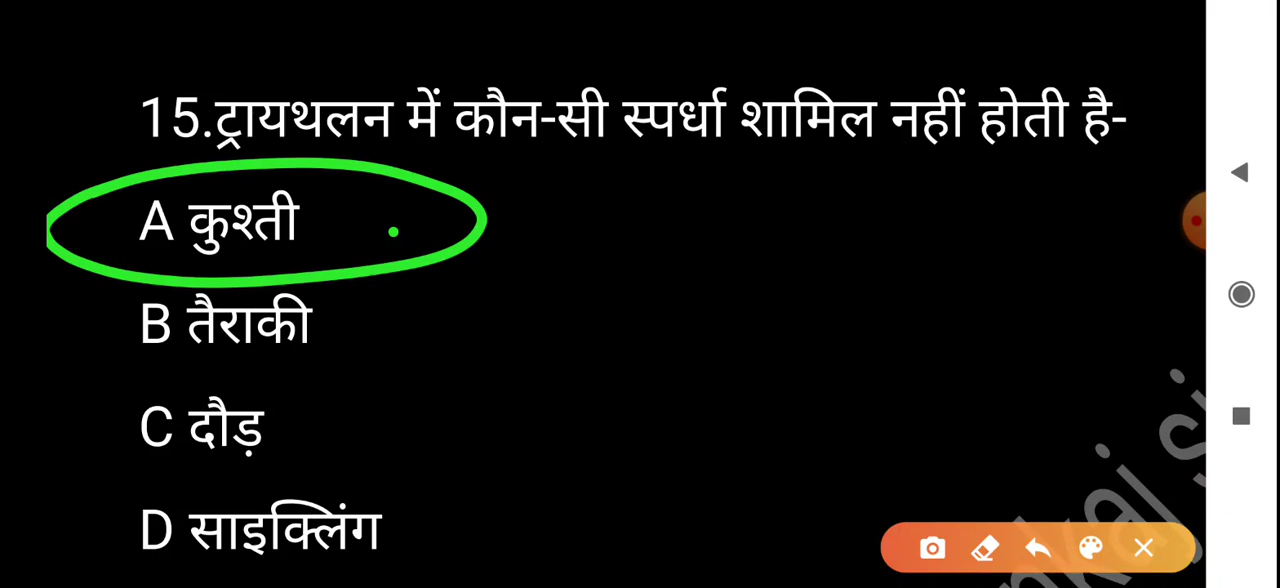 15.ट्रायथलन में कौन-सी स्पर्धा शामिल नहीं होती है-
A कुश्ती
B तैराकी
C दौड़
D साइक्लिंग